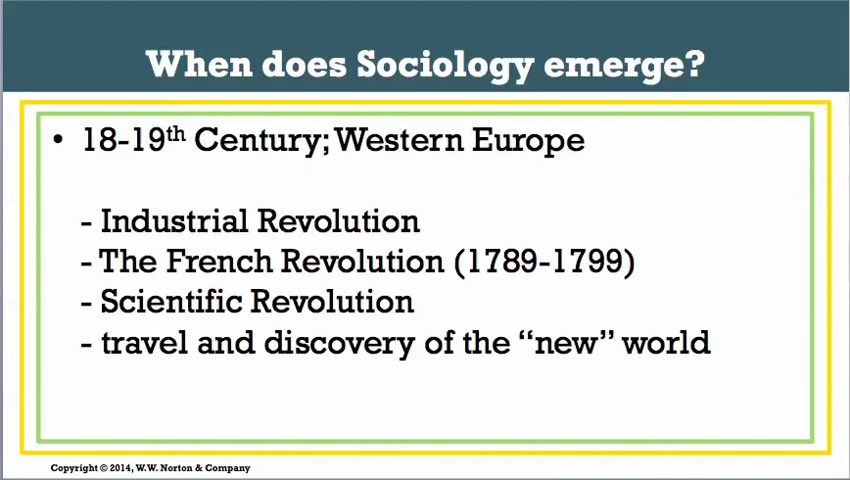 When does Sociology emerge?
• 18-19th Century; Western Europe
- Industrial Revolution
- The French Revolution (1789-1799)
- Scientific Revolution
- travel and discovery of the “new” world
Copyright © 2014, W.W. Norton & Company